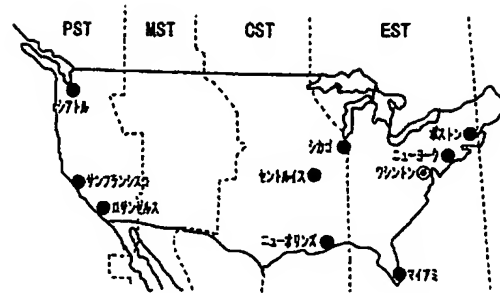 PST MST CST EST
シアトル
ボストン
シカゴ
ニューヨーク
ワシントン
セントルイス
サンフランシスコ
ロサンゼルス
ニューオリンズ
マイアミ